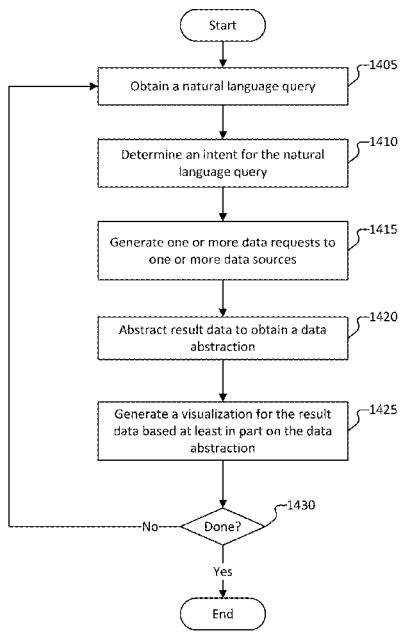 Start
Obtain a natural language query
1405
Determine an intent for the natural
language query
1410
Generate one or more data requests to
one or more data sources
1415
Abstract result data to obtain a data
abstraction
1420
Generate a visualization for the result
data based at least in part on the data
abstraction
1425
Done?
1430
No
Yes
End